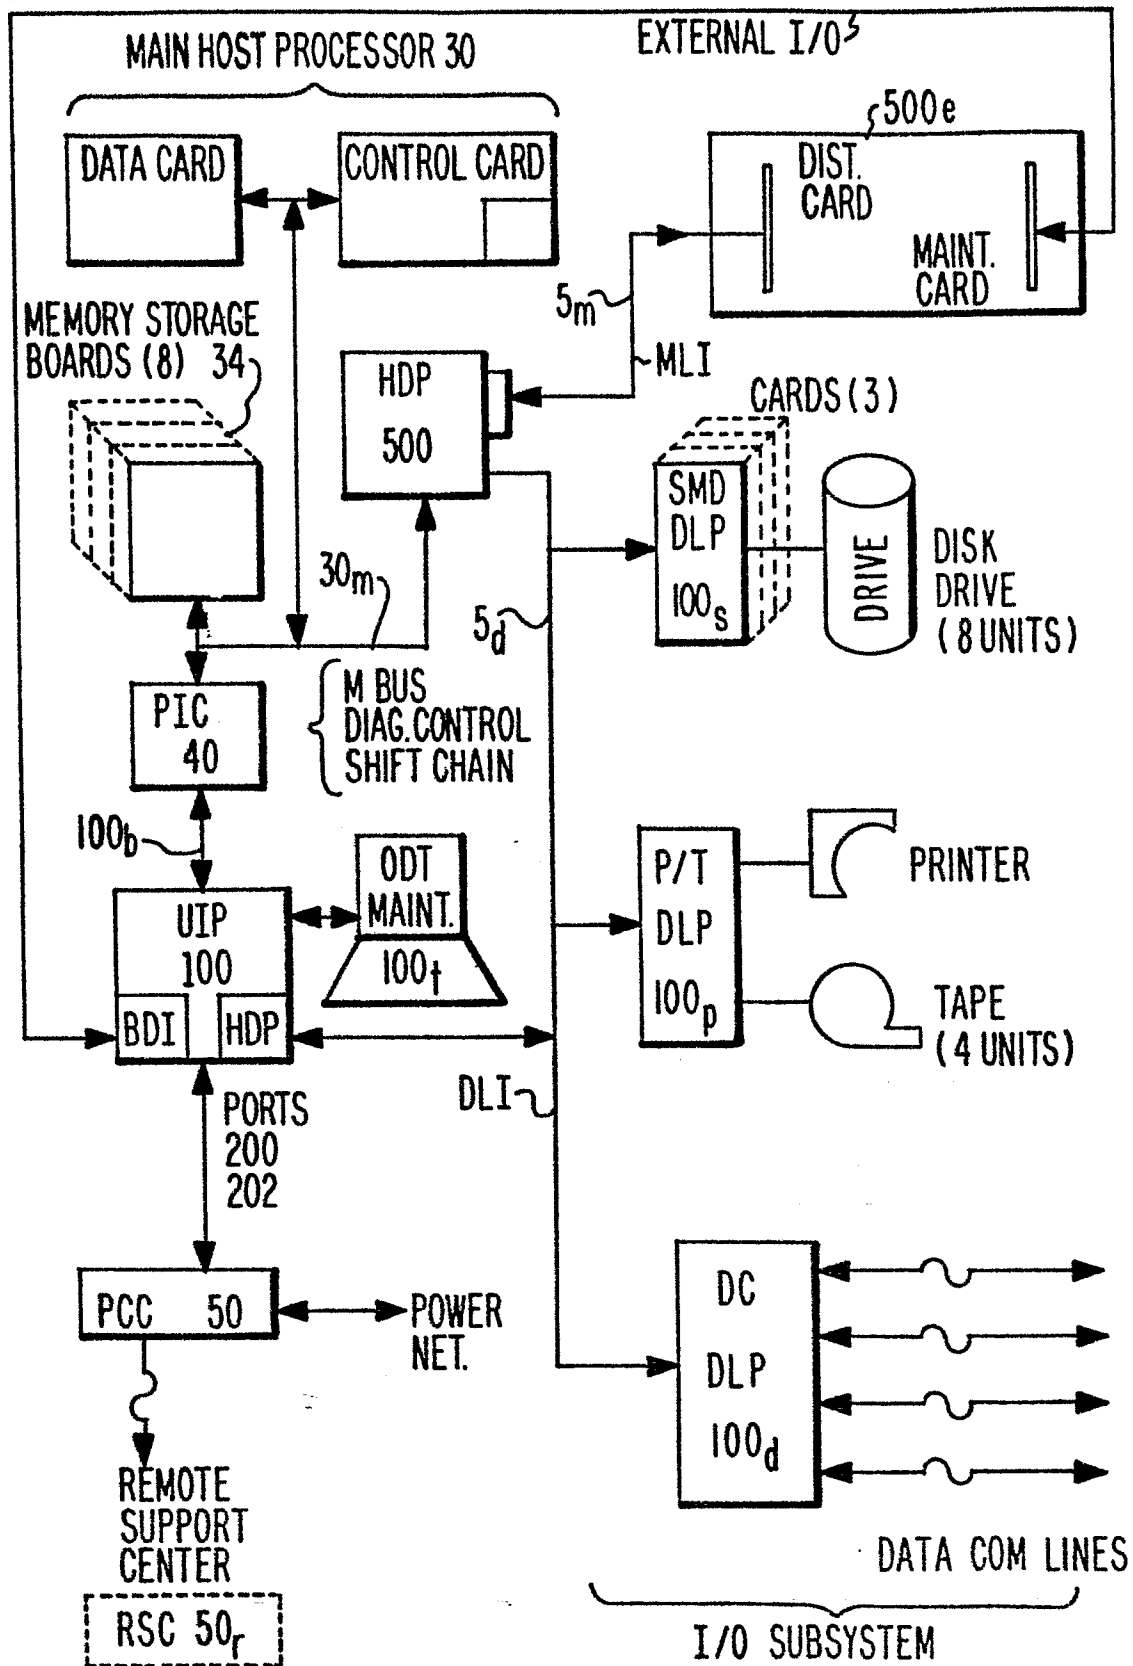 EXTERNAL I/O
MAIN HOST PROCESSOR 30
500e
DATA CARD
CONTROL CARD
DIST.
CARD
MAINT.
CARD
5m
MLI
MEMORY STORAGE
BOARDS (8) 34
HDP
500
CARDS (3)
SMD
DLP
100s
DRIVE
DISK
DRIVE
(8 UNITS)
30m
5d
M BUS
DIAG. CONTROL
SHIFT CHAIN
PIC
40
100b
UIP
100
BDI
HDP
ODT
MAINT.
100t
P/T
DLP
100p
PRINTER
TAPE
(4 UNITS)
DLI
PORTS
200
202
PCC 50
POWER
NET.
DC
DLP
100d
REMOTE
SUPPORT
CENTER
RSC 50r
DATA COM LINES
I/O SUBSYSTEM